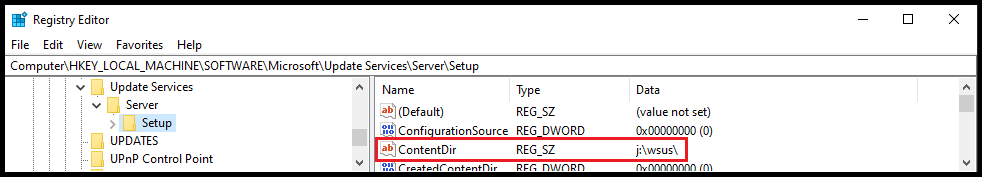 Registry Editor
File Edit View Favorites Help
Computer\HKEY_LOCAL_MACHINE\SOFTWARE\Microsoft\Update Services\Server\Setup
Update Services
Server
Setup
UPDATES
UPnP Control Point
Name Type Data
(Default) REG_SZ (value not set)
ConfigurationSource REG_DWORD 0x00000000 (0)
ContentDir REG_SZ j:\wsus\
CreatedContentDir REG_DWORD 0x00000000 (0)